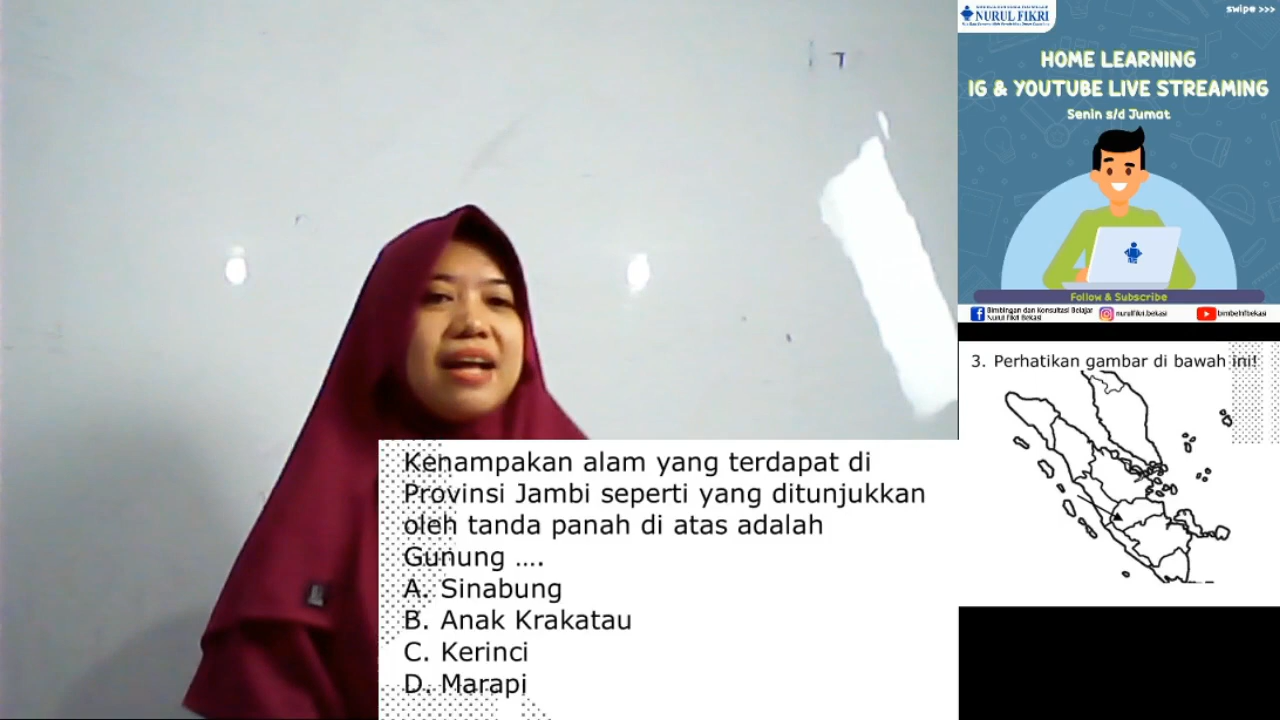 NURUL FIKRI
swipe >>>
HOME LEARNING
IG & YOUTUBE LIVE STREAMING
Senin s/d Jumat
Follow & Subscribe
Bimbingan dan Konsultasi Belajar
Nurul Fikri Bekasi
nurulfikri.bekasi
bimbelnfbekasi
3. Perhatikan gambar di bawah ini!
Kenampakan alam yang terdapat di
Provinsi Jambi seperti yang ditunjukkan
oleh tanda panah di atas adalah
Gunung ....
A. Sinabung
B. Anak Krakatau
C. Kerinci
D. Marapi